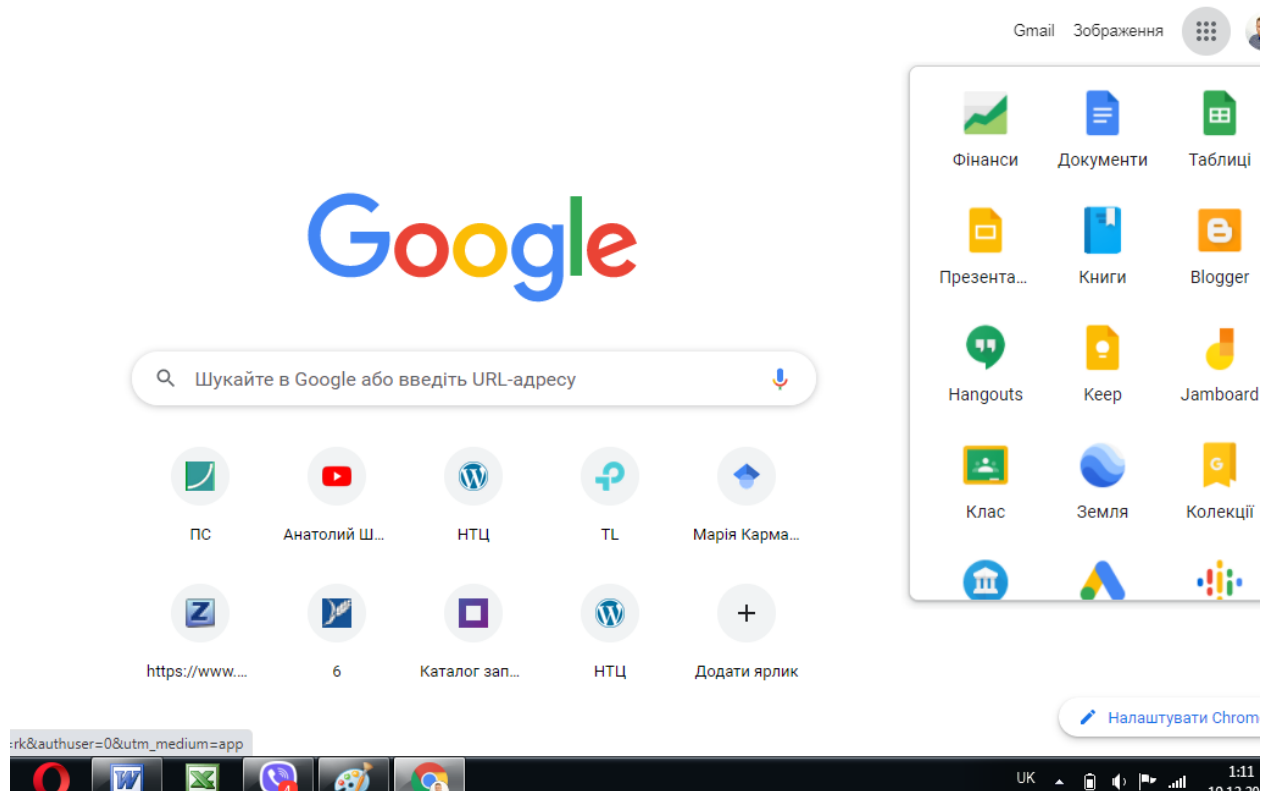 Gmail Зображення
Фінанси Документи Таблиці
Google
Презента... Книги Blogger
Шукайте в Google або введіть URL-адресу
Hangouts Keep Jamboard
Клас Земля Колекції
ПС Анатолий Ш... НТЦ TL Марія Карма...
https://www.... 6 Каталог зап... НТЦ Додати ярлик
Налаштувати Chrom
=rk&authuser=0&utm_medium=app
UK 1:11